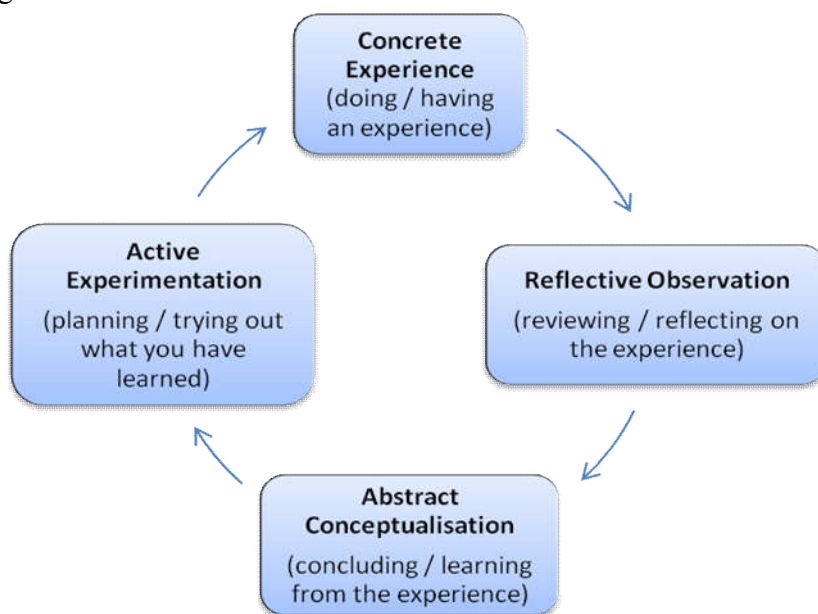 Concrete
Experience
(doing / having
an experience)
Reflective Observation
(reviewing / reflecting on
the experience)
Abstract
Conceptualisation
(concluding / learning
from the experience)
Active
Experimentation
(planning / trying out
what you have
learned)